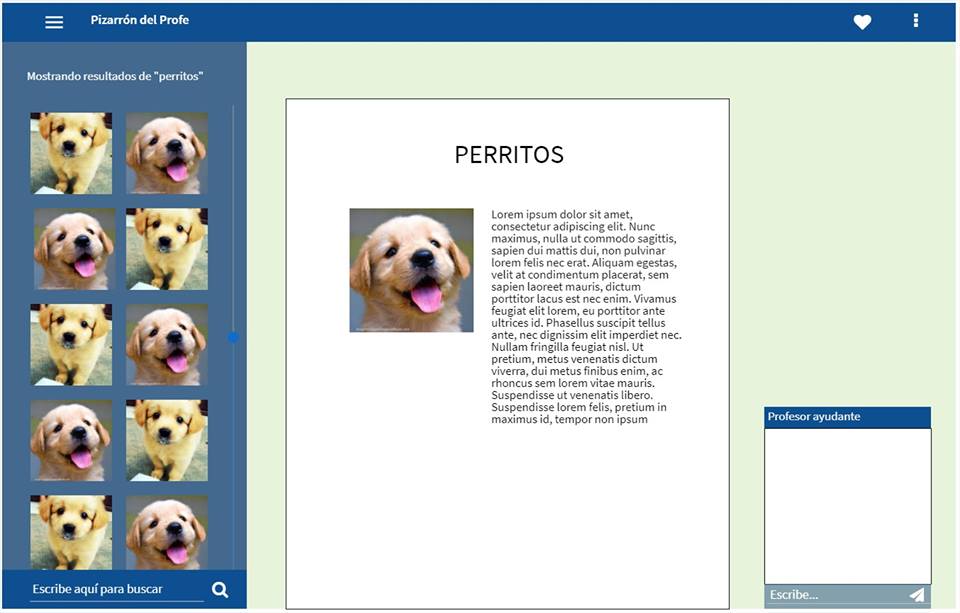 Pizarrón del Profe
Mostrando resultados de "perritos"
PERRITOS
Lorem ipsum dolor sit amet,
consectetur adipiscing elit. Nunc
maximus, nulla ut commodo sagittis,
sapien dui mattis dui, non pulvinar
lorem felis nec erat. Aliquam egestas,
velit at condimentum placerat, sem
sapien laoreet mauris, dictum
porttitor lacus est nec enim. Vivamus
feugiat elit lorem, eu porttitor ante
ultrices id. Phasellus suscipit tellus
ante, nec dignissim elit imperdiet nec.
Nullam fringilla feugiat nisl. Ut
pretium, metus venenatis dictum
viverra, dui metus finibus enim, ac
rhoncus sem lorem vitae mauris.
Suspendisse ut venenatis libero.
Suspendisse lorem felis, pretium in
maximus id, tempor non ipsum
Profesor ayudante
Escribe...
Escribe aquí para buscar